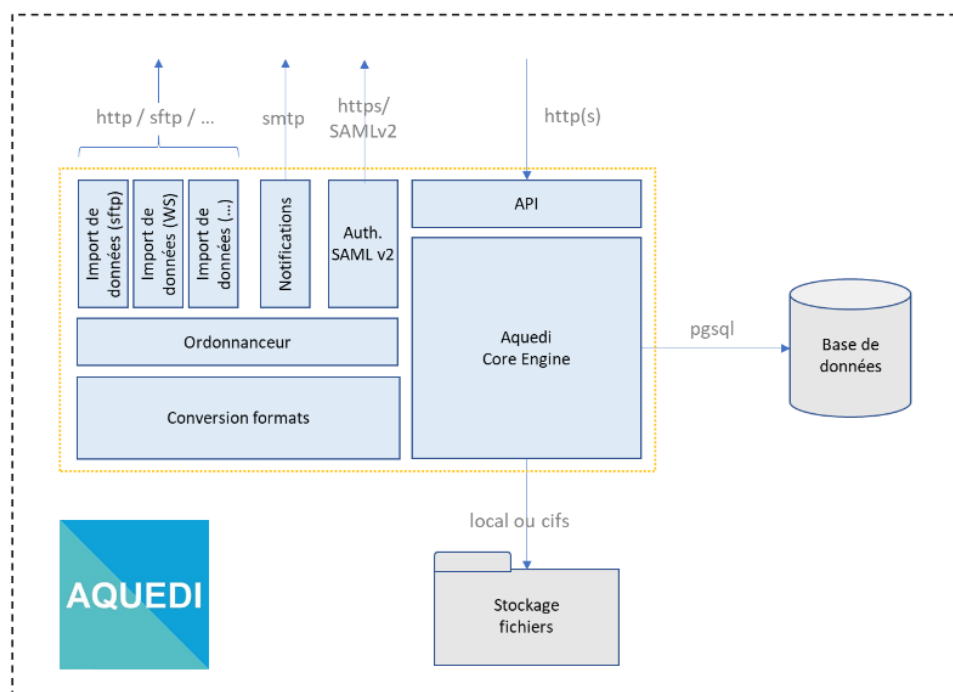 http / sftp / ...
smtp
https/
SAMLv2
http(s)
Import de
données (sftp)
Import de
données (WS)
Import de
données (...)
Notifications
Auth.
SAML v2
API
Ordonnanceur
Conversion formats
Aquedi
Core Engine
pgsql
Base de
données
local ou cifs
Stockage
fichiers
AQUEDI